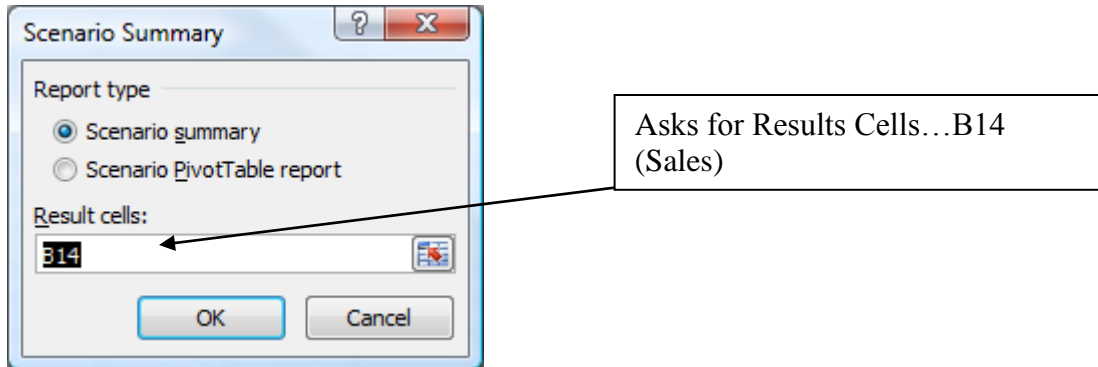 Scenario Summary
Report type
Scenario summary
Scenario PivotTable report
Result cells:
B14
OK Cancel
Asks for Results Cells…B14
(Sales)